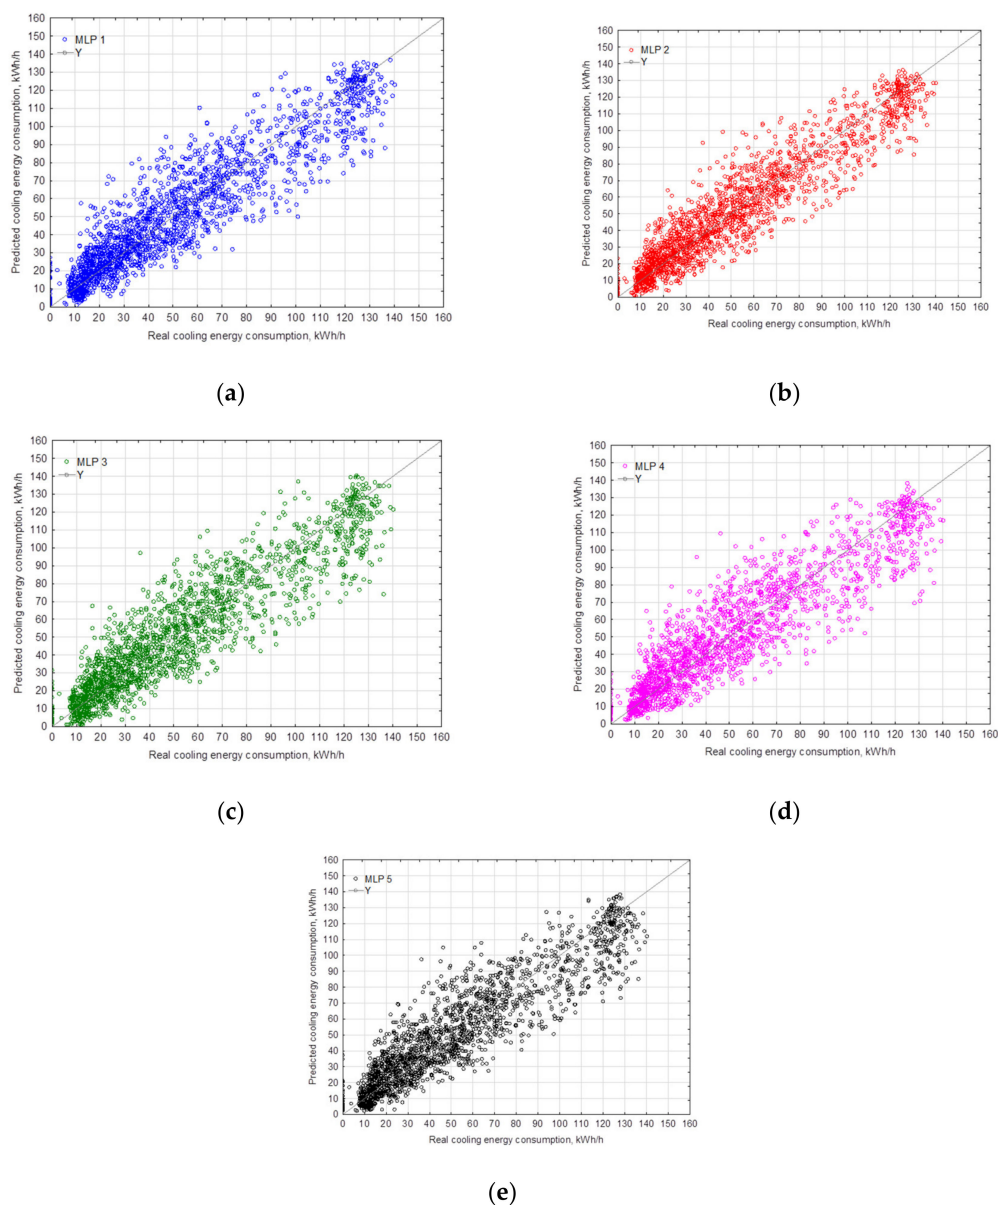 160
150
140
130
120
110
100
90
80
70
60
50
40
30
20
10
0
Predicted cooling energy consumption, kWh/h
MLP 1
Y
0 10 20 30 40 50 60 70 80 90 100 110 120 130 140 150 160
Real cooling energy consumption, kWh/h
(a)
160
150
140
130
120
110
100
90
80
70
60
50
40
30
20
10
0
Predicted cooling energy consumption, kWh/h
MLP 2
Y
0 10 20 30 40 50 60 70 80 90 100 110 120 130 140 150 160
Real cooling energy consumption, kWh/h
(b)
160
150
140
130
120
110
100
90
80
70
60
50
40
30
20
10
0
Predicted cooling energy consumption, kWh/h
MLP 3
Y
0 10 20 30 40 50 60 70 80 90 100 110 120 130 140 150 160
Real cooling energy consumption, kWh/h
(c)
160
150
140
130
120
110
100
90
80
70
60
50
40
30
20
10
0
Predicted cooling energy consumption, kWh/h
MLP 4
Y
0 10 20 30 40 50 60 70 80 90 100 110 120 130 140 150 160
Real cooling energy consumption, kWh/h
(d)
160
150
140
130
120
110
100
90
80
70
60
50
40
30
20
10
0
Predicted cooling energy consumption, kWh/h
MLP 5
Y
0 10 20 30 40 50 60 70 80 90 100 110 120 130 140 150 160
Real cooling energy consumption, kWh/h
(e)